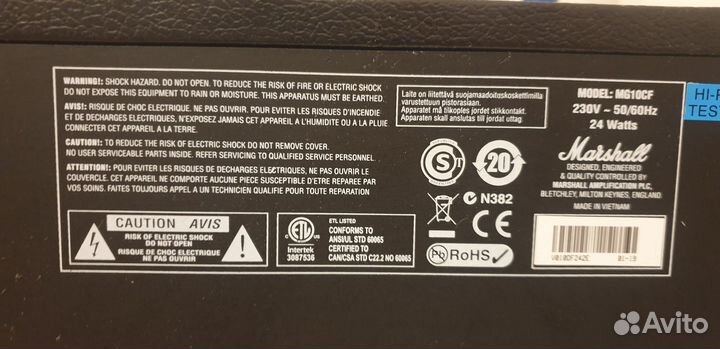 WARNING!: SHOCK HAZARD. DO NOT OPEN. TO REDUCE THE RISK OF FIRE OR ELECTRIC SHOCK
DO NOT EXPOSE THIS EQUIPMENT TO RAIN OR MOISTURE. THIS APPARATUS MUST BE EARTHED.
AVIS!: RISQUE DE CHOC ELECTRIQUE. NE PAS OUVRIR. POUR EVITER LES RISQUES D'INCENDIE
ET DE DECHARGES ELECTRIQUES, N'EXPOSEZ JAMAIS CET APPAREIL A L'HUMIDITE OU A LA PLUIE
CONNECTER CET APPAREIL A LA TERRE.
CAUTION!: TO REDUCE THE RISK OF ELECTRIC SHOCK DO NOT REMOVE COVER.
NO USER SERVICEABLE PARTS INSIDE. REFER SERVICING TO QUALIFIED SERVICE PERSONNEL.
ATTENTION!: POUR EVITER LES RISQUES DE DECHARGES ELECTRIQUES, NE PAS ENLEVER LE
COUVERCLE. CET APPAREIL NE COMPORTE AUCUNE PIECE SUSCEPTIBLE D'ETRE REPAREE PAR
VOS SOINS. FAITES TOUJOURS APPEL A UN TECHNICIEN QUALIFIE POUR TOUTE REPARATION
CAUTION AVIS
RISK OF ELECTRIC SHOCK
DO NOT OPEN
RISQUE DE CHOC ELECTRIQUE
NE PAS OUVRIR
ETL
Intertek
3087536
ETL LISTED
CONFORMS TO
ANSI/UL STD 60065
CERTIFIED TO
CAN/CSA STD C22.2 NO 60065
Laite on liitettävä suojamaadoituskoskettimilla
varustettuun pistorasiaan.
Apparatet må tilkoples jordet stikkontakt.
Apparaten skall anslutas till jordat uttag.
S
20
N382
CE
Pb RoHS
MODEL: MG10CF
230V ~ 50/60Hz
24 Watts
Marshall
DESIGNED, ENGINEERED
& QUALITY CONTROLLED BY
MARSHALL AMPLIFICATION PLC,
BLETCHLEY, MILTON KEYNES, ENGLAND.
MADE IN VIETNAM
V010DF242E 01-19
HI-
TES
Avito